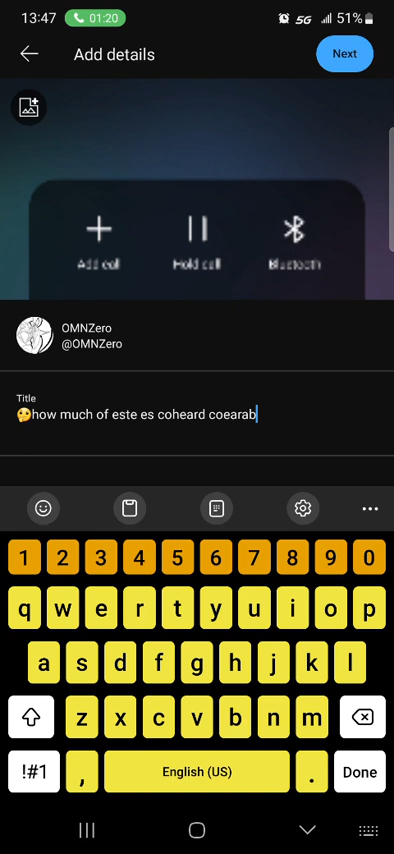 13:47 01:20 5G 51%
Add details Next
Add call Hold call Bluetooth
OMNZero
@OMNZero
Title
🤔how much of este es coheard coearab
1 2 3 4 5 6 7 8 9 0
q w e r t y u i o p
a s d f g h j k l
z x c v b n m
!#1 , English (US) . Done